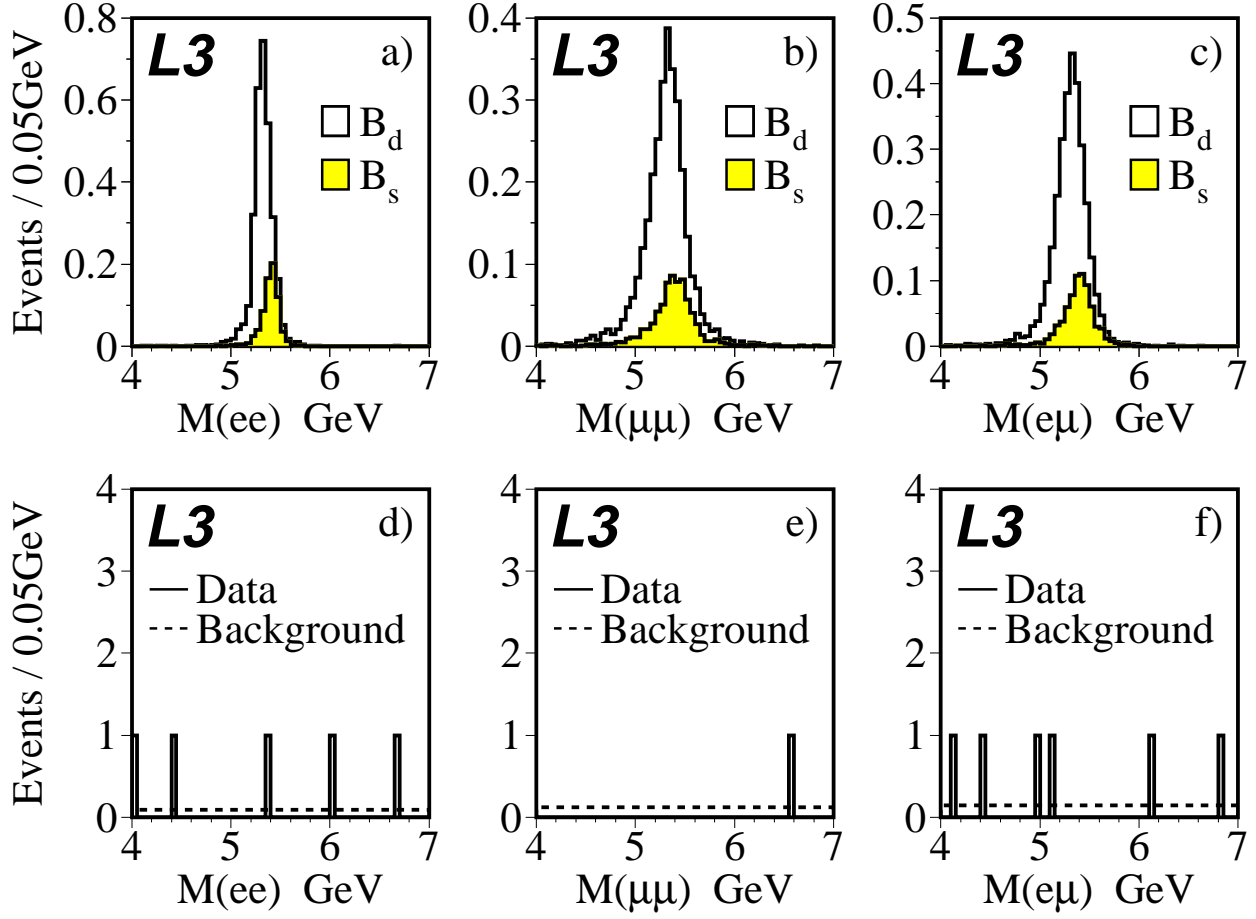 Events / 0.05GeV
0.8
0.6
0.4
0.2
0
L3
a)
B_d
B_s
4 5 6 7
M(ee) GeV
0.4
0.3
0.2
0.1
0
L3
b)
B_d
B_s
4 5 6 7
M(μμ) GeV
0.5
0.4
0.3
0.2
0.1
0
L3
c)
B_d
B_s
4 5 6 7
M(eμ) GeV
Events / 0.05GeV
4
3
2
1
0
L3
d)
Data
Background
4 5 6 7
M(ee) GeV
4
3
2
1
0
L3
e)
Data
Background
4 5 6 7
M(μμ) GeV
4
3
2
1
0
L3
f)
Data
Background
4 5 6 7
M(eμ) GeV